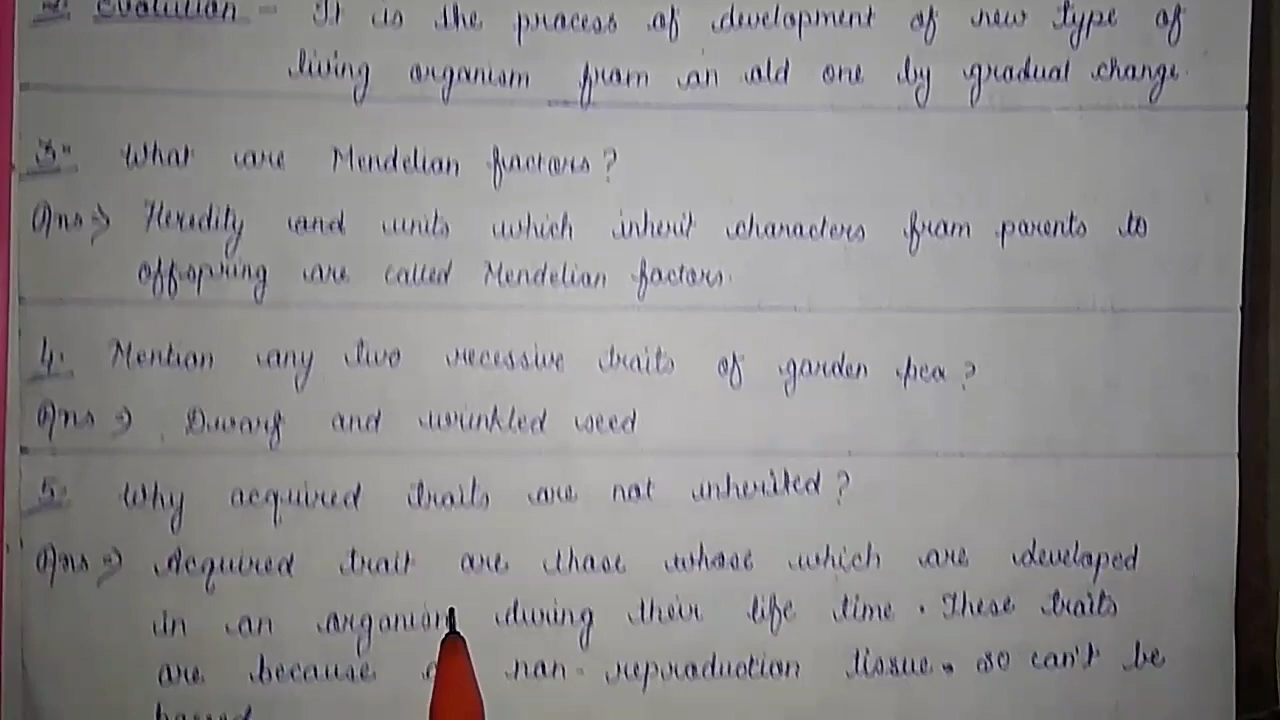 Evolution - It is the process of development of new type of
living organism from an old one by gradual change.
3. What are Mendelian factors?
Ans ⇒ Heredity and units which inherit characters from parents to
offspring are called Mendelian factors.
4. Mention any two recessive traits of garden pea?
Ans ⇒ Dwarf and wrinkled seed
5. Why acquired traits are not inherited?
Ans ⇒ Acquired trait are those whose which are developed
in an organism during their life time. These traits
are because non-reproduction tissue. so can't be